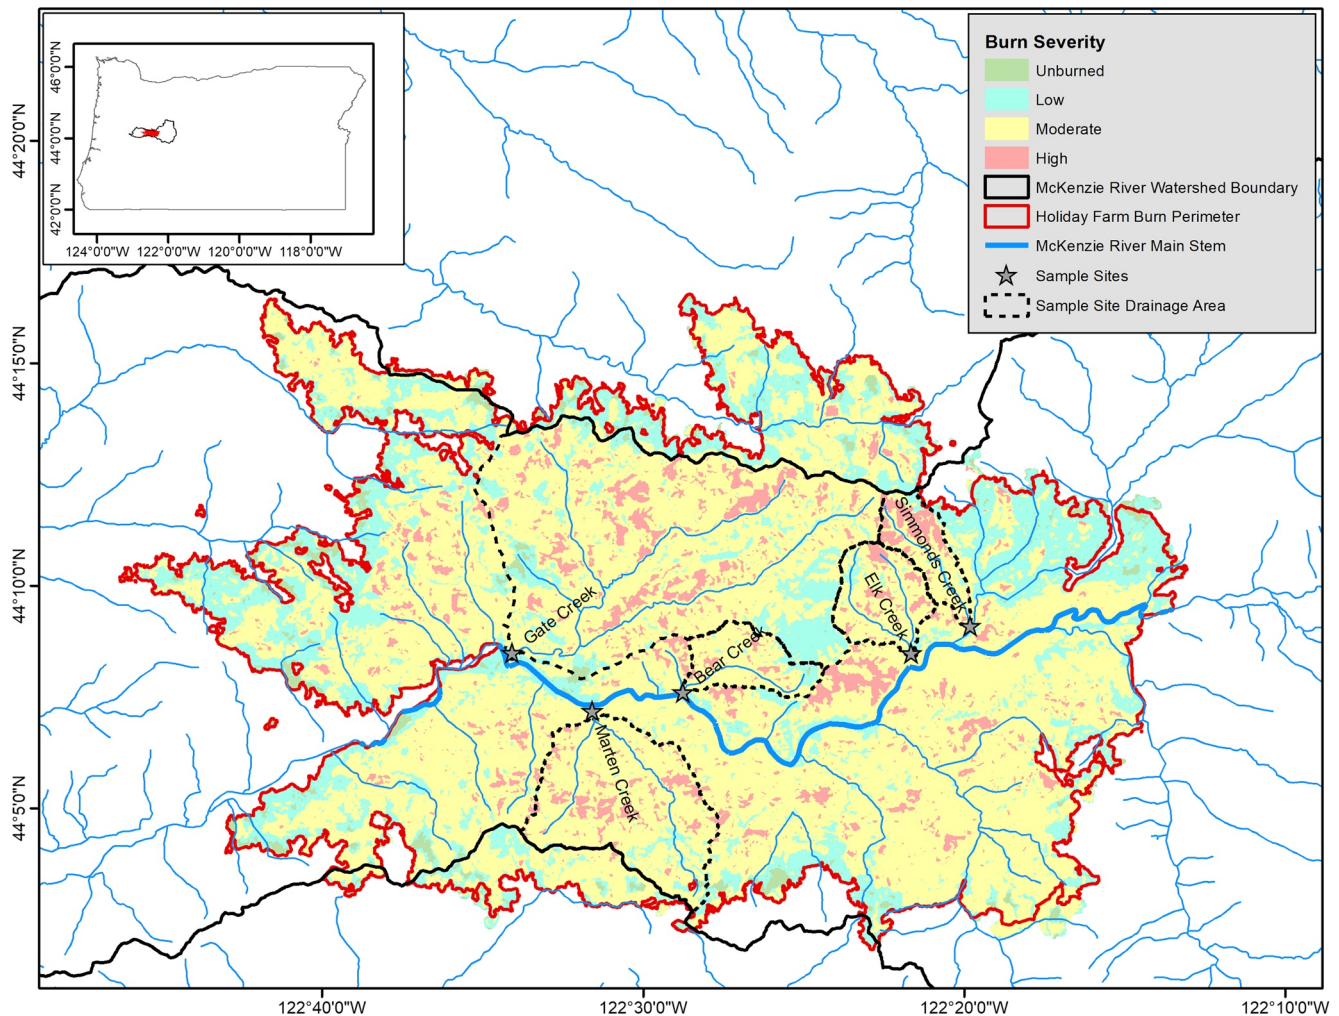 46°0'0"N
44°0'0"N
42°0'0"N
124°0'0"W
122°0'0"W
120°0'0"W
118°0'0"W
Burn Severity
Unburned
Low
Moderate
High
McKenzie River Watershed Boundary
Holiday Farm Burn Perimeter
McKenzie River Main Stem
Sample Sites
Sample Site Drainage Area
44°20'0"N
44°15'0"N
44°10'0"N
44°5'0"N
Simmonds Creek
Elk Creek
Gate Creek
Bear Creek
Marten Creek
122°40'0"W
122°30'0"W
122°20'0"W
122°10'0"W